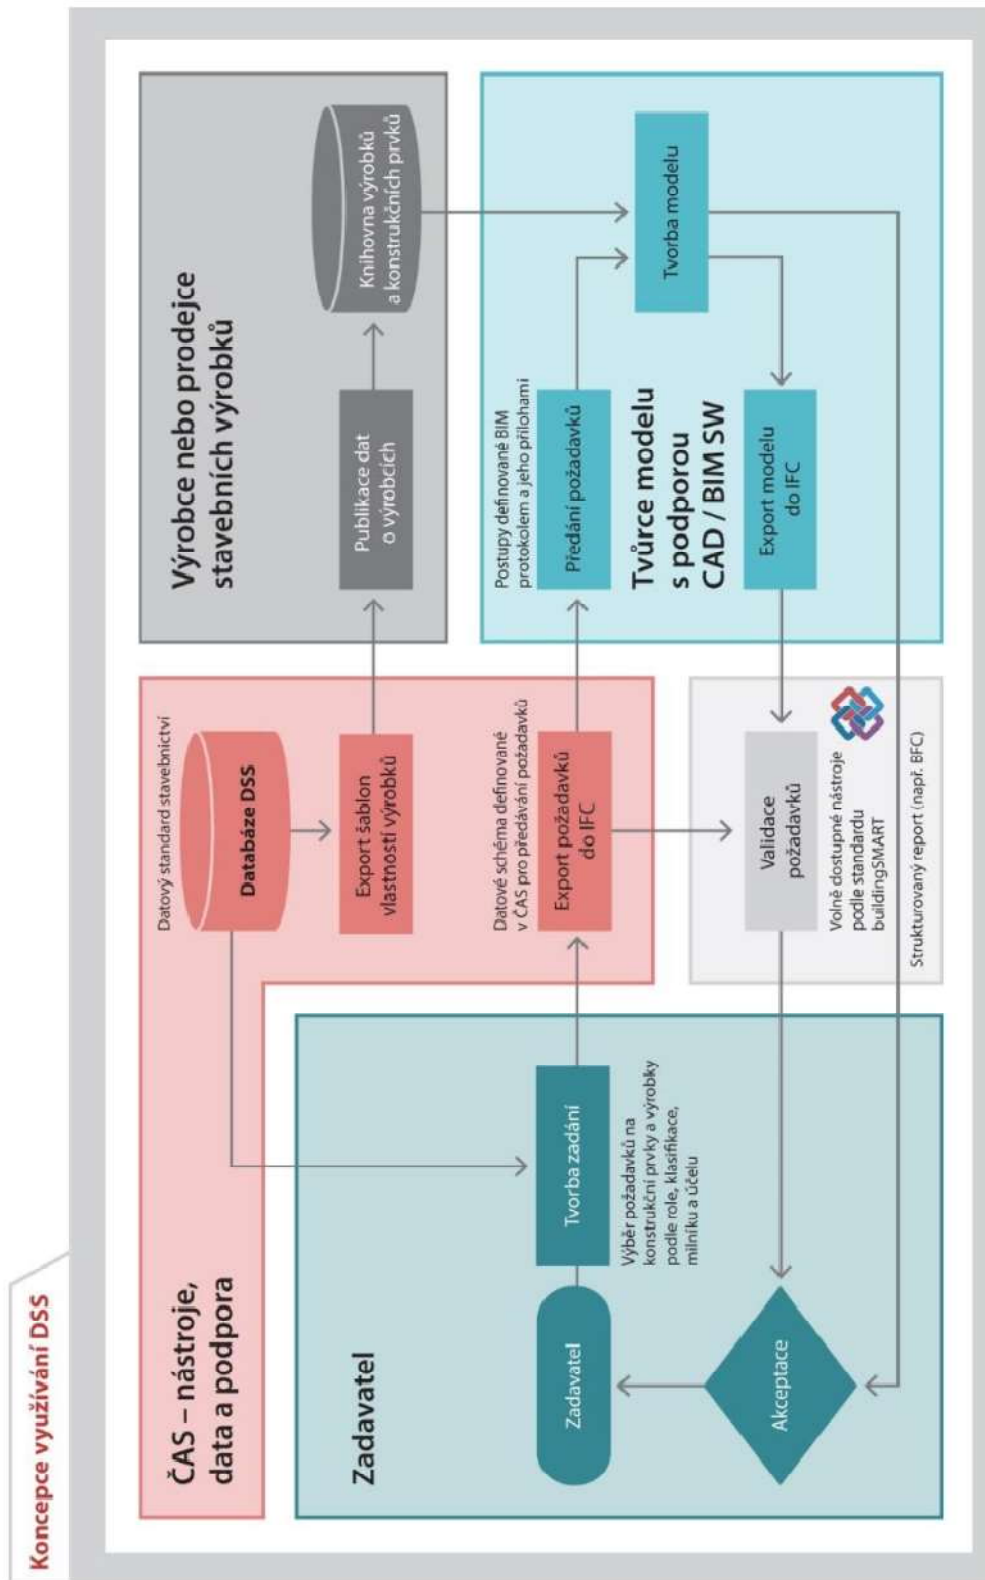 Koncepce využívání DSS
ČAS – nástroje,
data a podpora
Datový standard stavebnictví
Databáze DSS
Export šablon
vlastností výrobků
Datové schéma definované
v ČAS pro předávání požadavků
Export požadavků
do IFC
Výrobce nebo prodejce
stavebních výrobků
Publikace dat
o výrobcích
Knihovna výrobků
a konstrukčních prvků
Zadavatel
Zadavatel
Tvorba zadání
Výběr požadavků na
konstrukční prvky a výrobky
podle role, klasifikace,
milníku a účelu
Akceptace
Postupy definované BIM
protokolem a jeho přílohami
Předání požadavků
Tvorba modelu
Tvůrce modelu
s podporou
CAD / BIM SW
Export modelu
do IFC
Validace
požadavků
Volně dostupné nástroje
podle standardu
buildingSMART
Strukturovaný report (např. BFC)